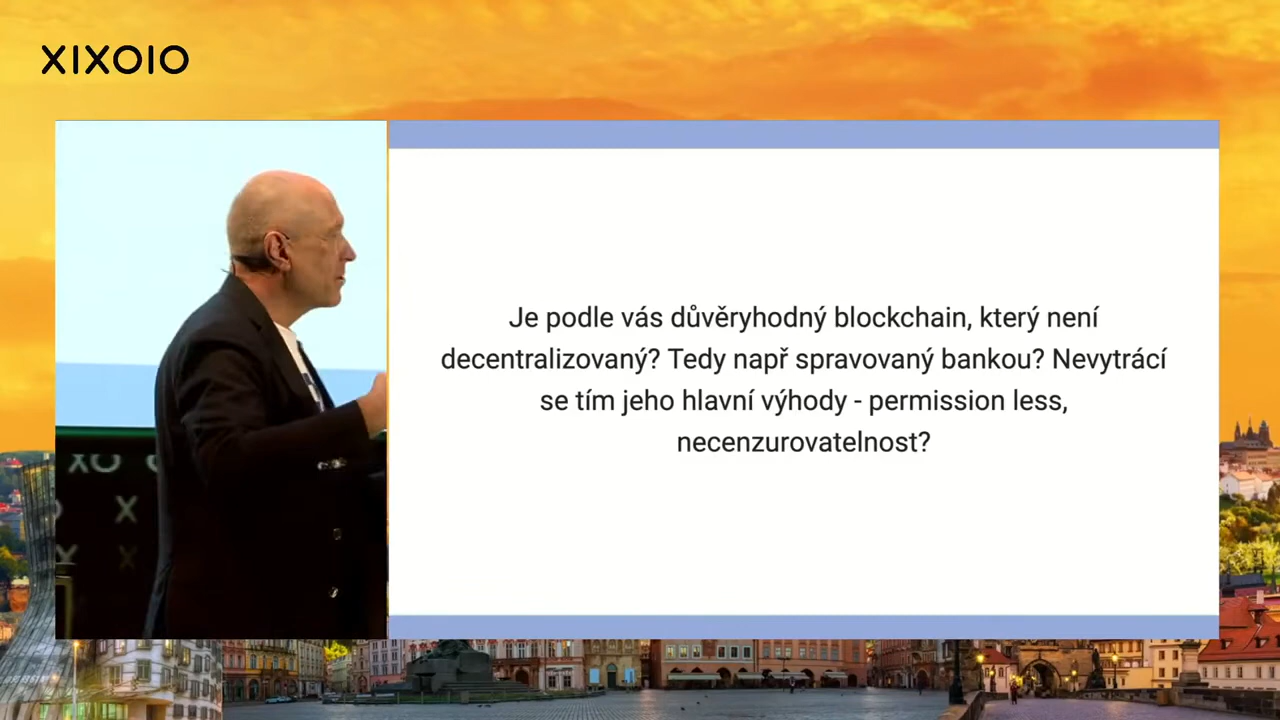 XIXOIO
Je podle vás důvěryhodný blockchain, který není
decentralizovaný? Tedy např spravovaný bankou? Nevytrácí
se tím jeho hlavní výhody - permission less,
necenzurovatelnost?